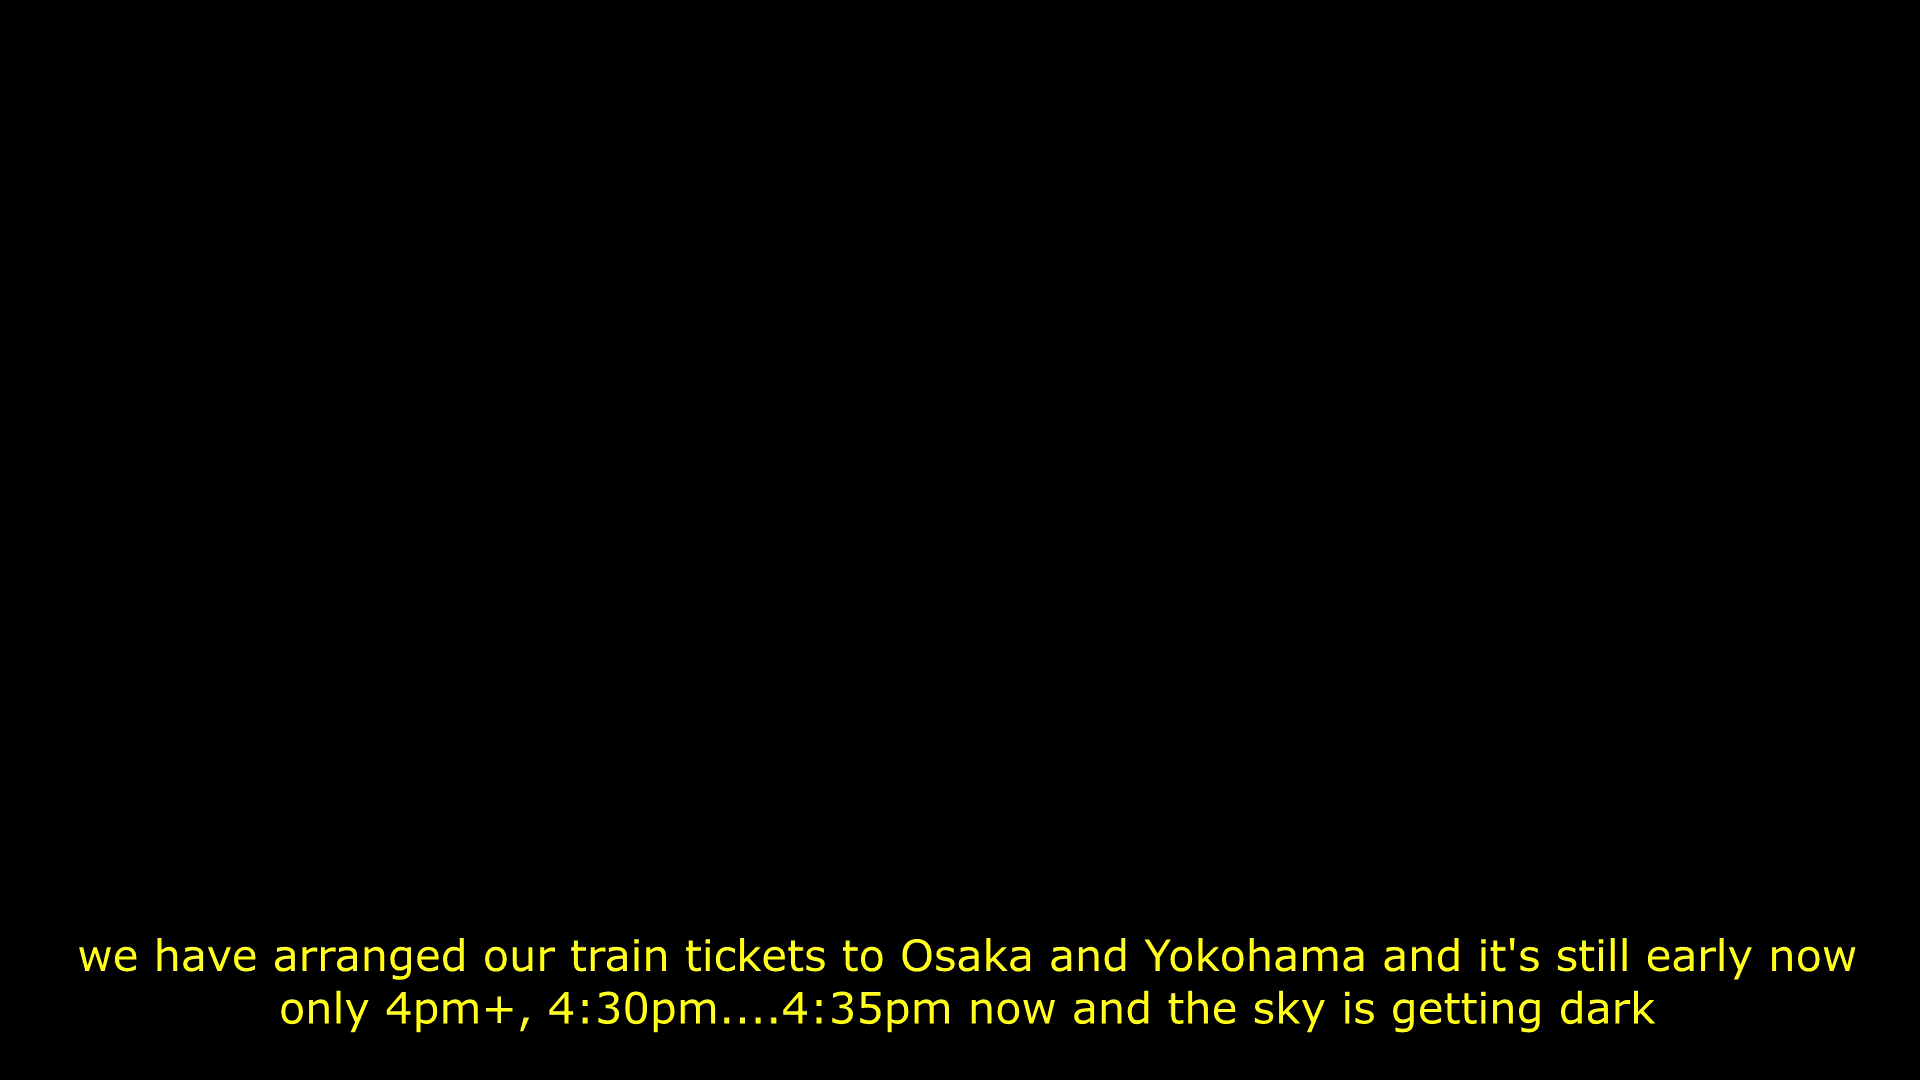 we have arranged our train tickets to Osaka and Yokohama and it's still early now
only 4pm+, 4:30pm....4:35pm now and the sky is getting dark